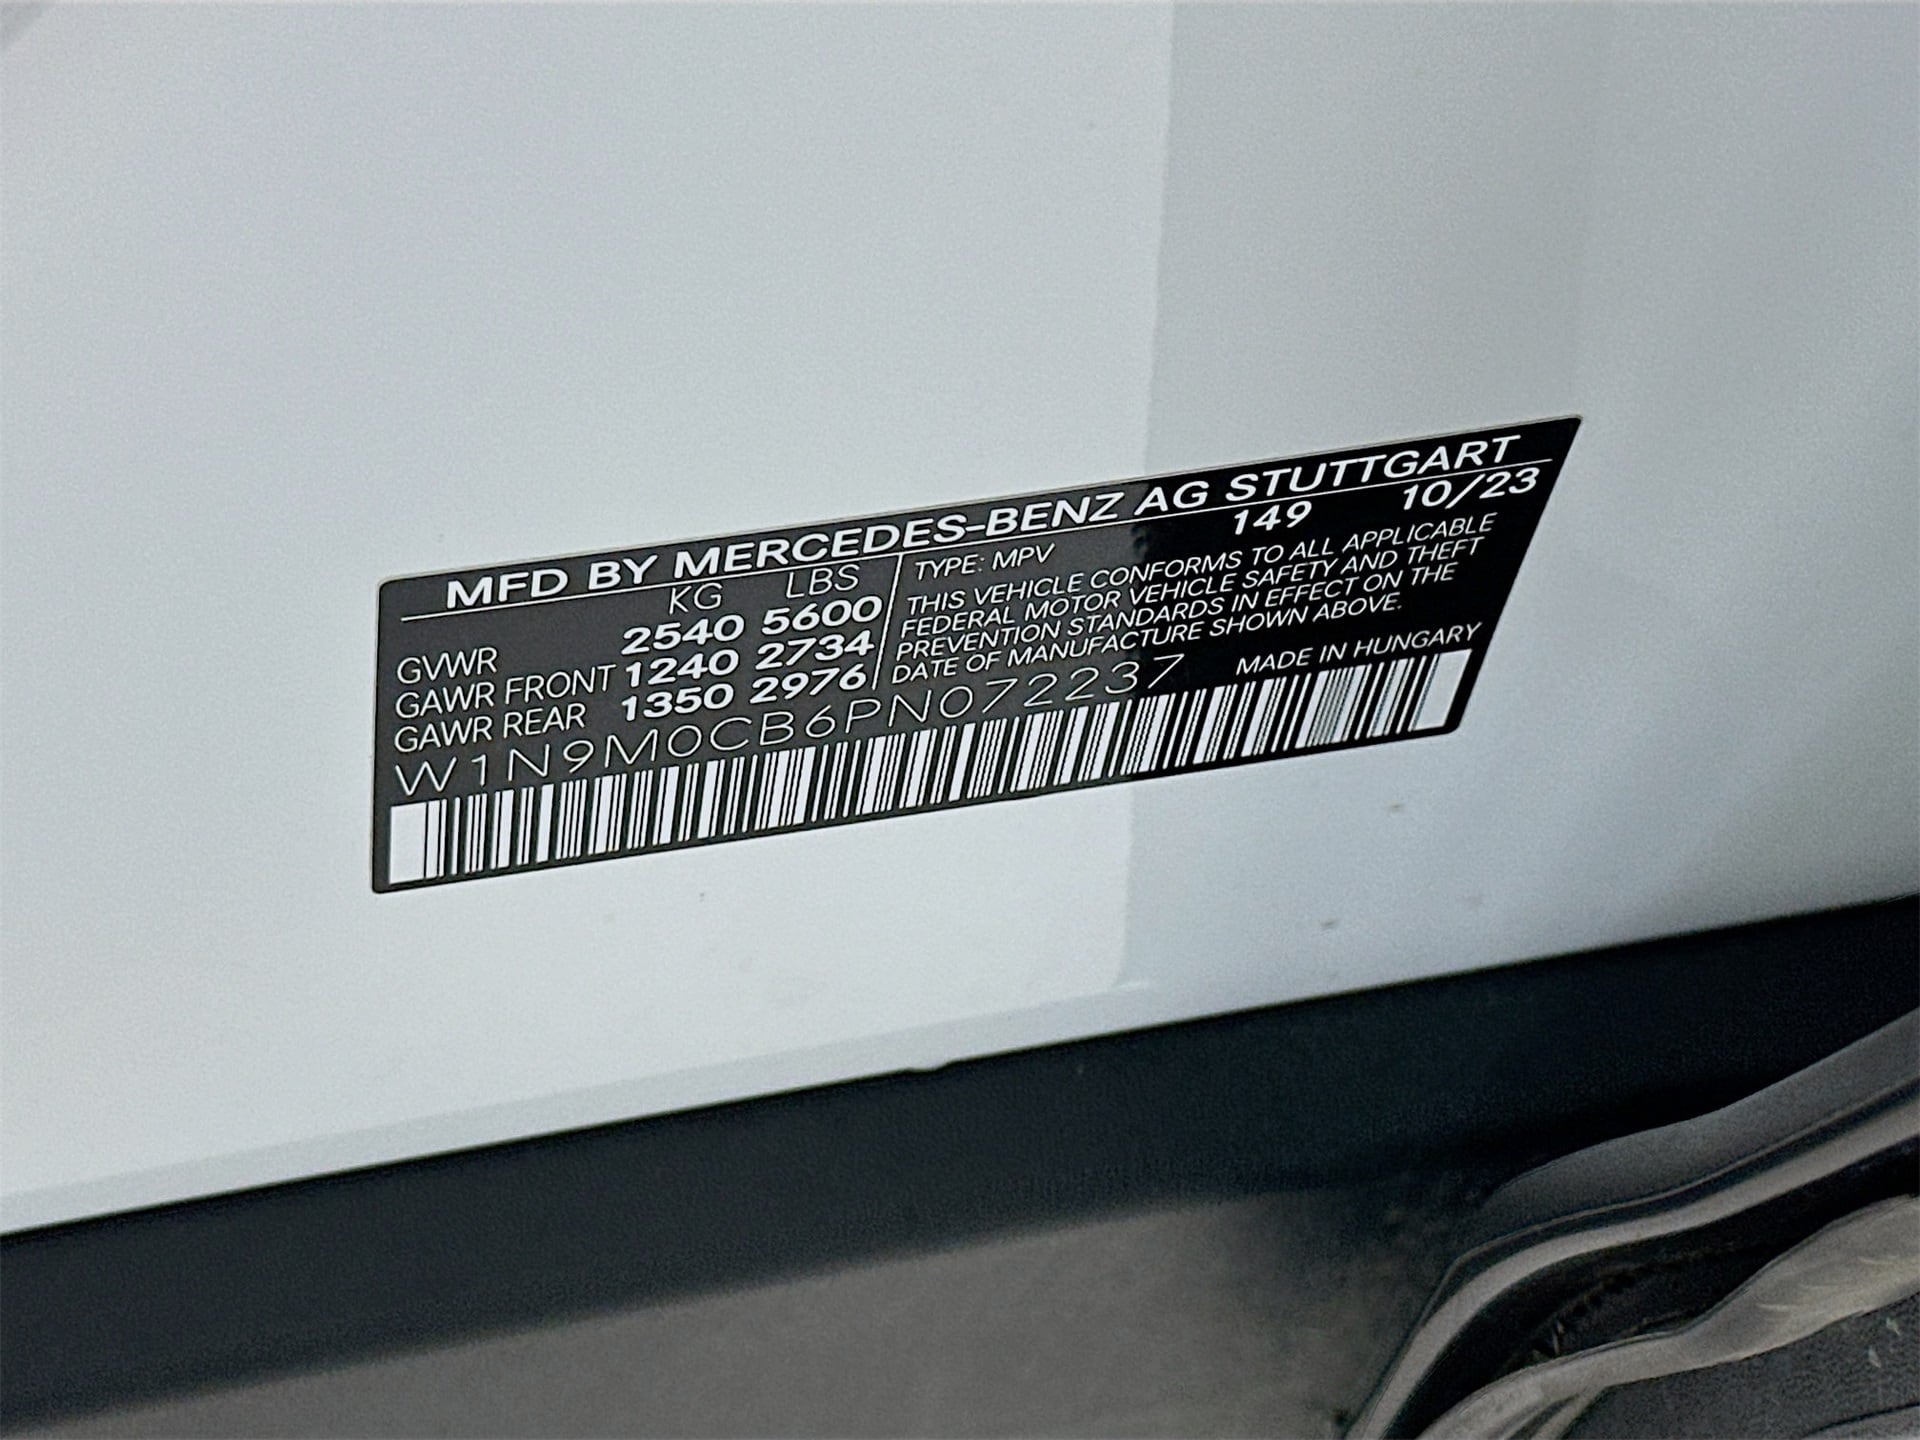 MFD BY MERCEDES-BENZ AG STUTTGART
KG LBS
GVWR 2540 5600
GAWR FRONT 1240 2734
GAWR REAR 1350 2976
149 10/23
TYPE: MPV
THIS VEHICLE CONFORMS TO ALL APPLICABLE
FEDERAL MOTOR VEHICLE SAFETY AND THEFT
PREVENTION STANDARDS IN EFFECT ON THE
DATE OF MANUFACTURE SHOWN ABOVE.
W1N9M0CB6PN072237
MADE IN HUNGARY